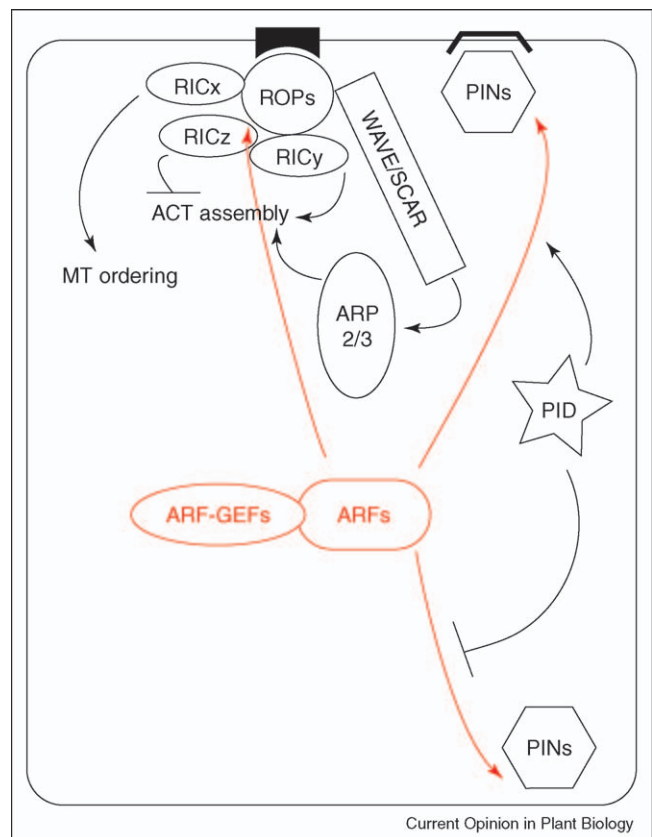 RICx
ROPs
PINs
RICz
RICy
WAVE/SCAR
ACT assembly
MT ordering
ARP
2/3
PID
ARF-GEFs
ARFs
PINs
Current Opinion in Plant Biology